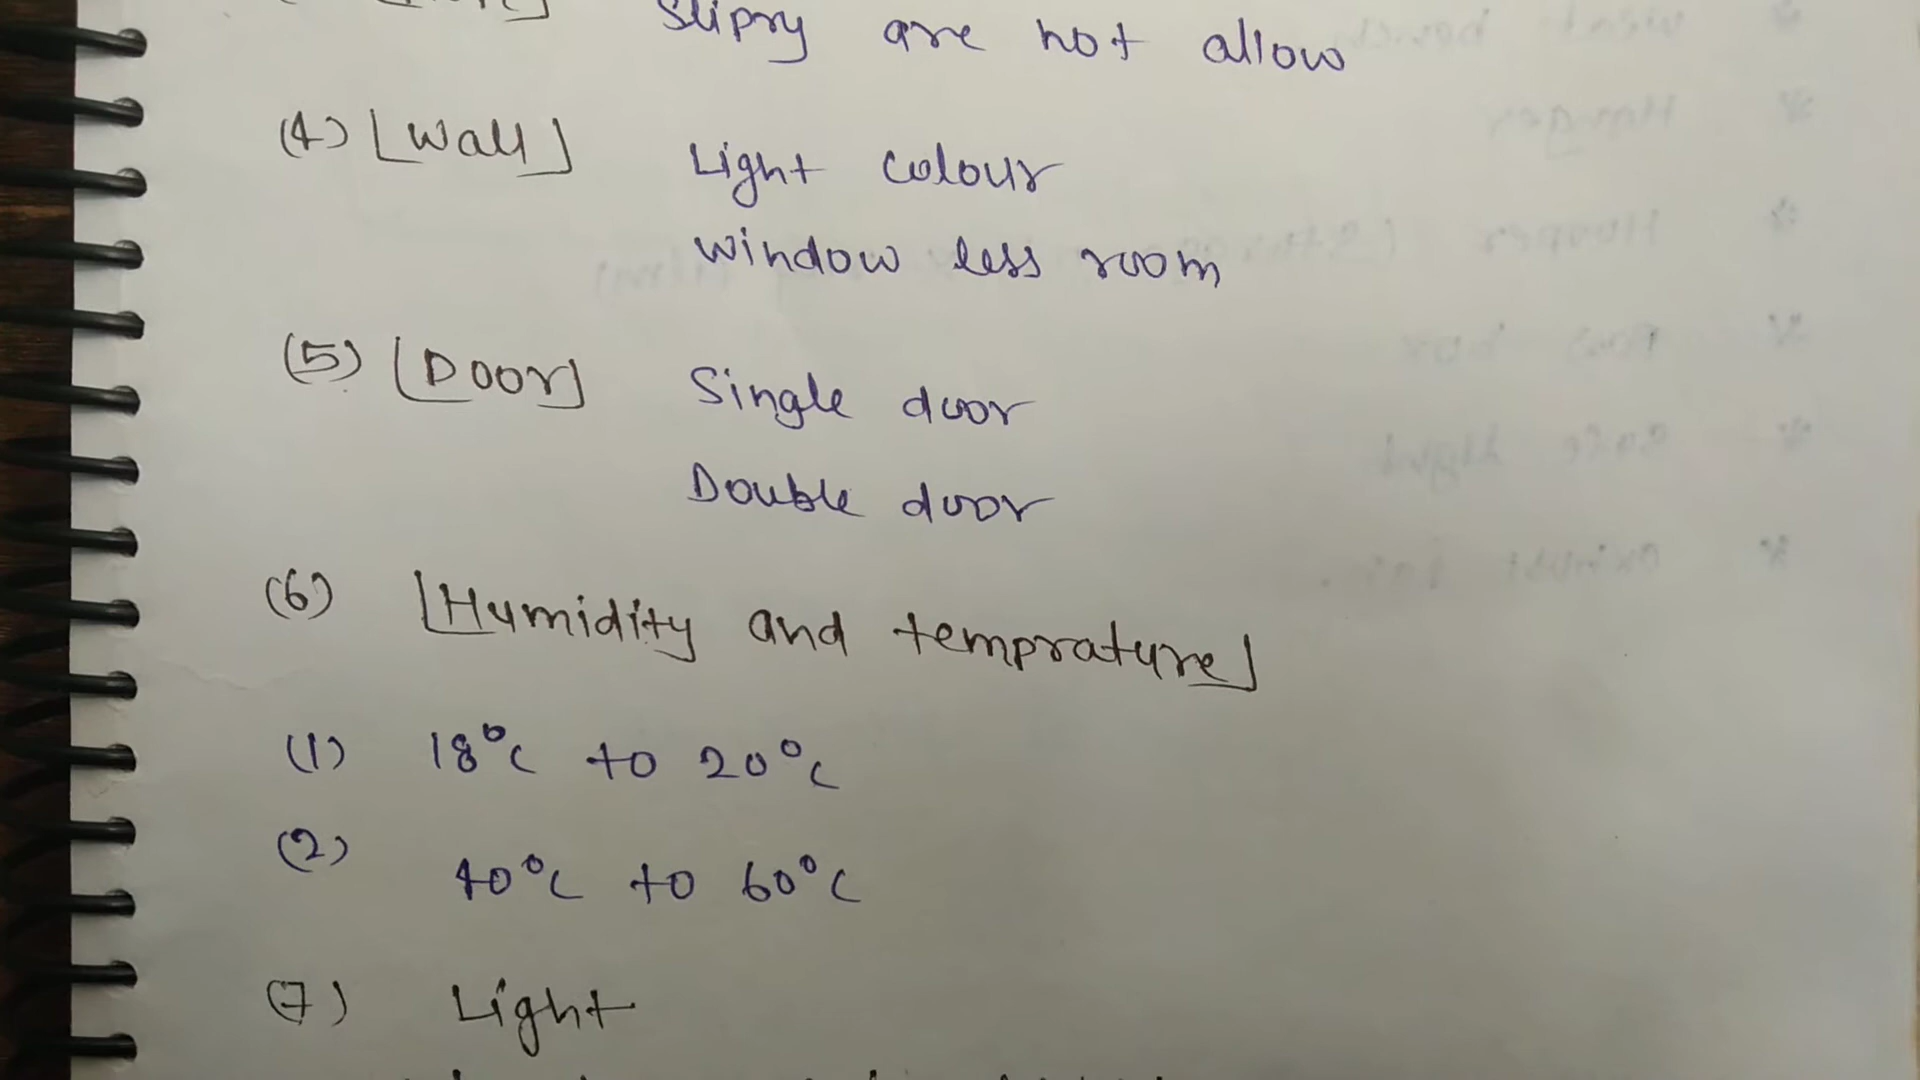 slipry are not allow
(4) [Wall] Light colour
window less room
(5) [Door] Single door
Double door
(6) [Humidity and temprature]
(1) 18°C to 20°C
(2) 40°C to 60°C
(7) Light